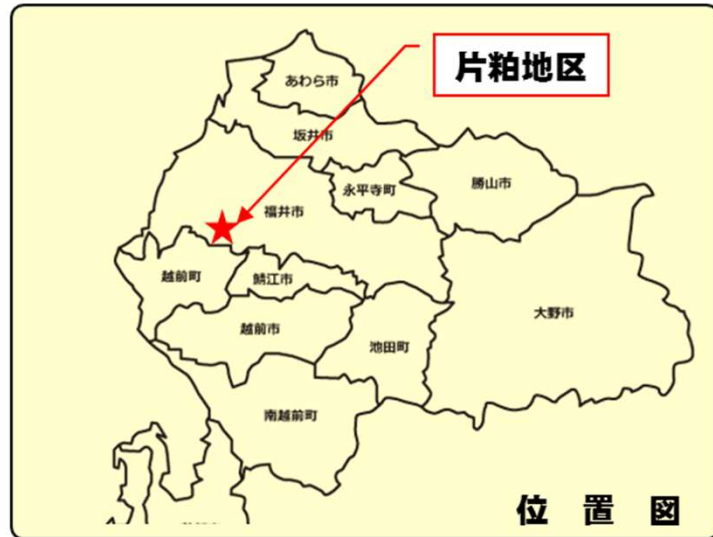 片粕地区
あわら市
坂井市
永平寺町
勝山市
福井市
越前町
鯖江市
大野市
越前市
池田町
南越前町
位置図